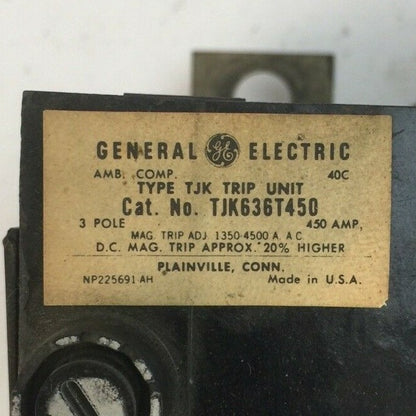 GENERAL GE ELECTRIC
AMB. COMP. 40C
TYPE TJK TRIP UNIT
Cat. No. TJK636T450
3 POLE 450 AMP,
MAG. TRIP ADJ. 1350-4500 A. A.C.
D.C. MAG. TRIP APPROX. 20% HIGHER
PLAINVILLE, CONN.
NP225691 AH Made in U.S.A.